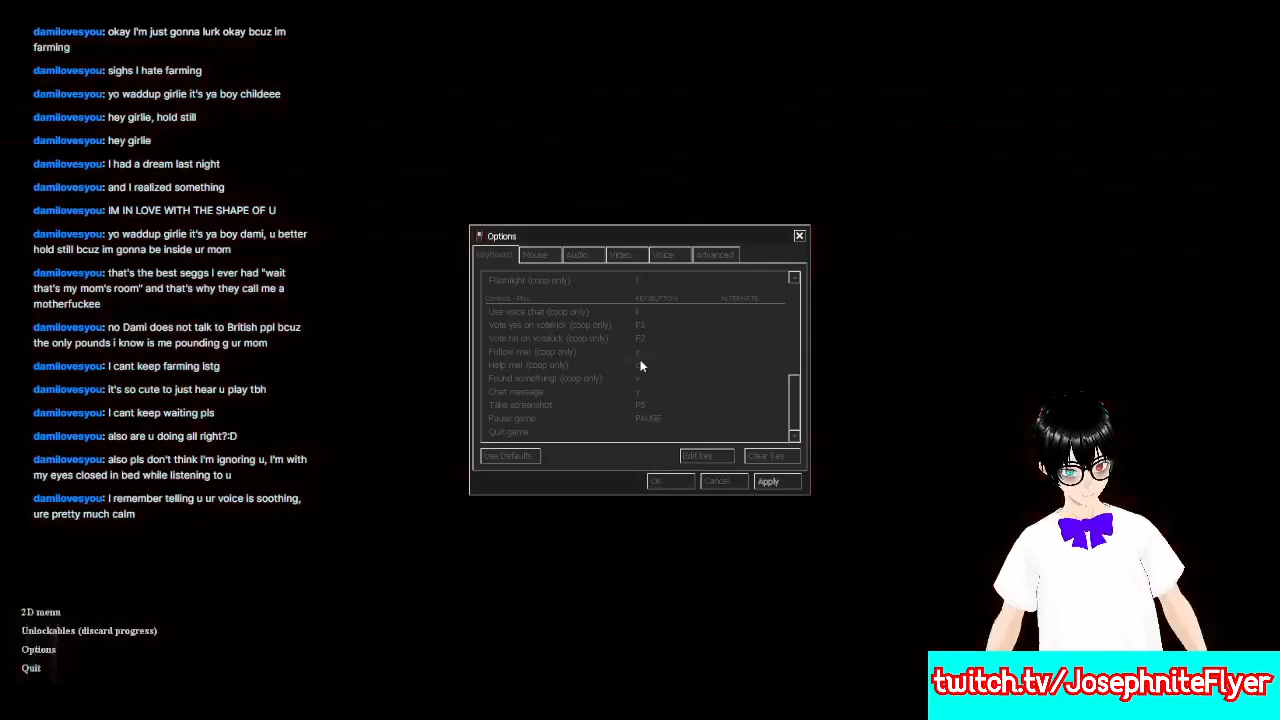 damilovesyou: okay I'm just gonna lurk okay bcuz im
farming
damilovesyou: sighs I hate farming
damilovesyou: yo waddup girlie it's ya boy childeee
damilovesyou: hey girlie, hold still
damilovesyou: hey girlie
damilovesyou: I had a dream last night
damilovesyou: and I realized something
damilovesyou: IM IN LOVE WITH THE SHAPE OF U
damilovesyou: yo waddup girlie it's ya boy dami, u better
hold still bcuz im gonna be inside ur mom
damilovesyou: that's the best seggs I ever had "wait
that's my mom's room" and that's why they call me a
motherfuckee
damilovesyou: no Dami does not talk to British ppl bcuz
the only pounds i know is me pounding g ur mom
damilovesyou: I cant keep farming istg
damilovesyou: it's so cute to just hear u play tbh
damilovesyou: I cant keep waiting pls
damilovesyou: also are u doing all right?:D
damilovesyou: also pls don't think I'm ignoring u, I'm with
my eyes closed in bed while listening to u
damilovesyou: I remember telling u ur voice is soothing,
ure pretty much calm
2D menu
Unlockables (discard progress)
Options
Quit
Options
Keyboard Mouse Audio Video Voice Advanced
Flashlight (coop only) f
Controls - Misc. KEY/BUTTON ALTERNATE
Use voice chat (coop only) k
Vote yes on votekick (coop only) F1
Vote no on votekick (coop only) F2
Follow me! (coop only) x
Help me! (coop only)
Found something! (coop only) v
Chat message y
Take screenshot F5
Pause game PAUSE
Quit game
Use Defaults Edit key Clear Key
OK Cancel Apply
twitch.tv/JosephniteFlyer